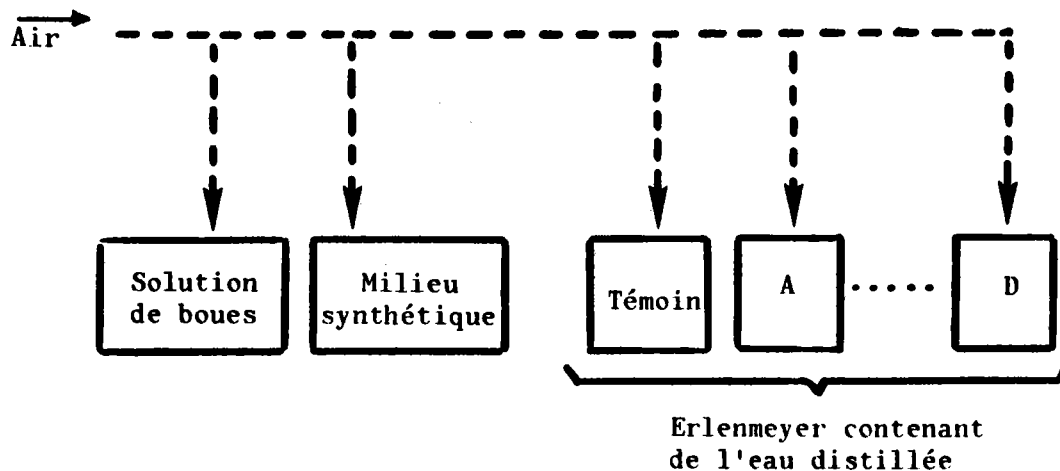 Air
Solution
de boues
Milieu
synthétique
Témoin
A
D
Erlenmeyer contenant
de l'eau distillée